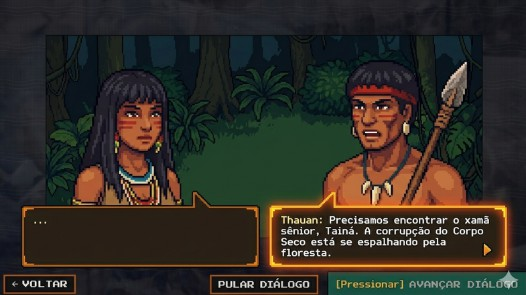 ...
Thauan: Precisamos encontrar o xamã
sênior, Tainá. A corrupção do Corpo
Seco está se espalhando pela
floresta.
← VOLTAR
PULAR DIÁLOGO
[Pressionar] AVANÇAR DIÁLOGO